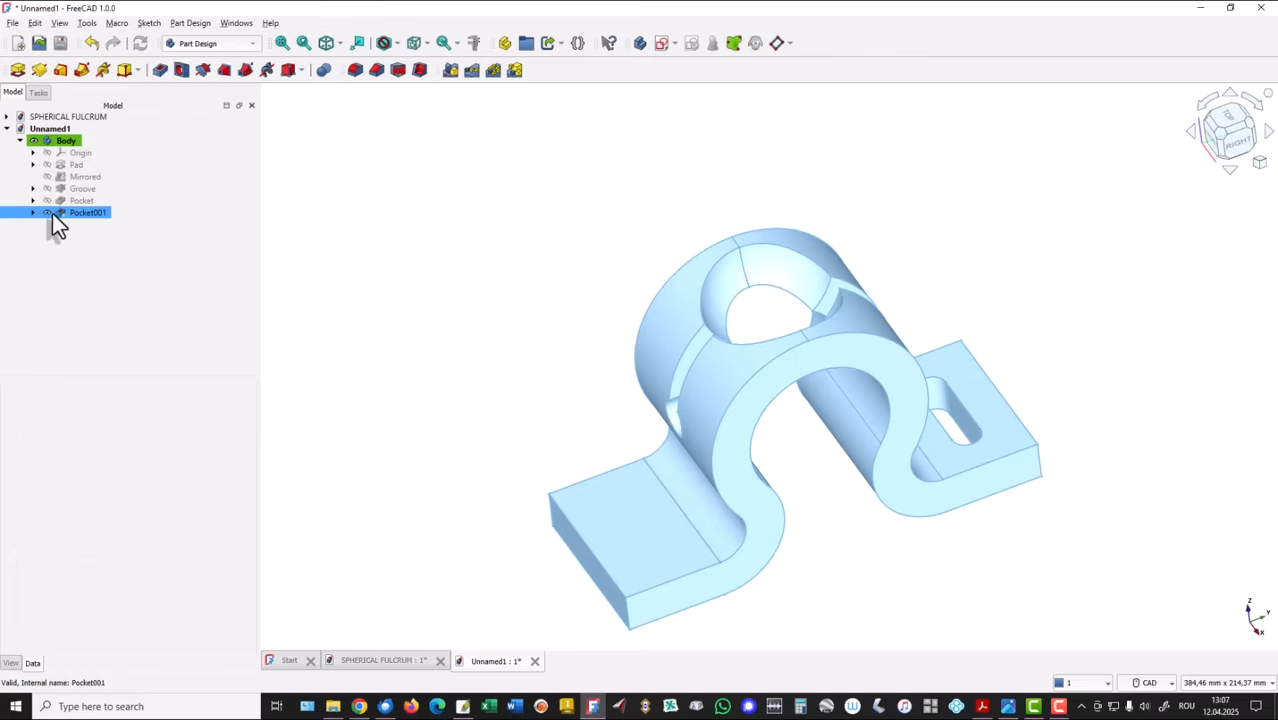 * Unnamed1 - FreeCAD 1.0.0
File Edit View Tools Macro Sketch Part Design Windows Help
Part Design
Model Tasks
Model
SPHERICAL FULCRUM
Unnamed1
Body
Origin
Pad
Mirrored
Groove
Pocket
Pocket001
TOP
RIGHT
Z
Y
X
View Data
Start SPHERICAL FULCRUM : 1* Unnamed1 : 1*
Valid, Internal name: Pocket001
1 CAD 384,46 mm x 214,37 mm
Type here to search
ROU
13:07
12.04.2025